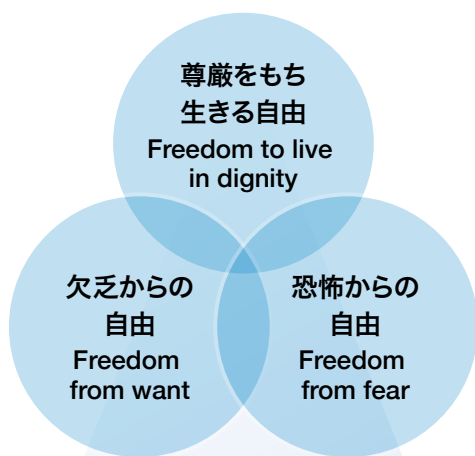 尊厳をもち
生きる自由
Freedom to live
in dignity
欠乏からの
自由
Freedom
from want
恐怖からの
自由
Freedom
from fear